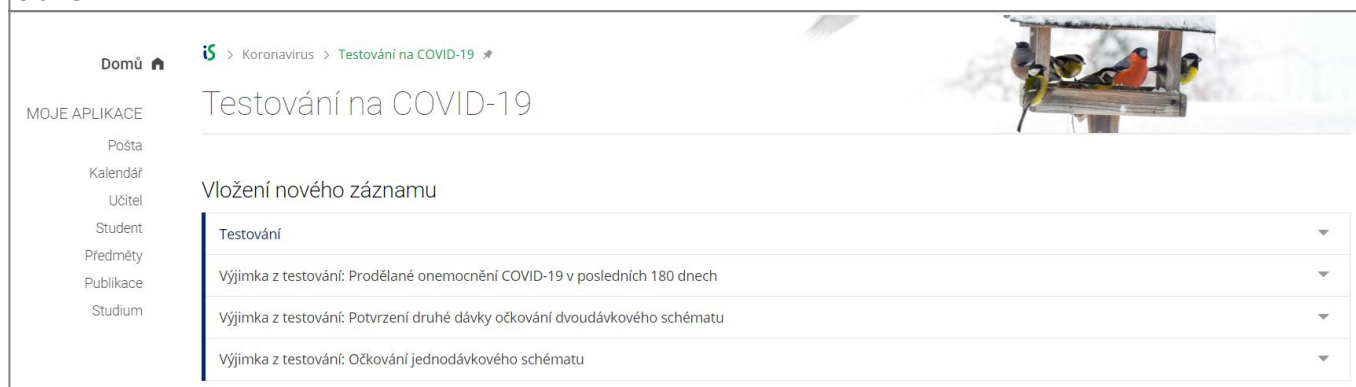 Domů
MOJE APLIKACE
Pošta
Kalendář
Učitel
Student
Předměty
Publikace
Studium
iS > Koronavirus > Testování na COVID-19
Testování na COVID-19
Vložení nového záznamu
Testování
Výjimka z testování: Prodělané onemocnění COVID-19 v posledních 180 dnech
Výjimka z testování: Potvrzení druhé dávky očkování dvoudávkového schématu
Výjimka z testování: Očkování jednodávkového schématu